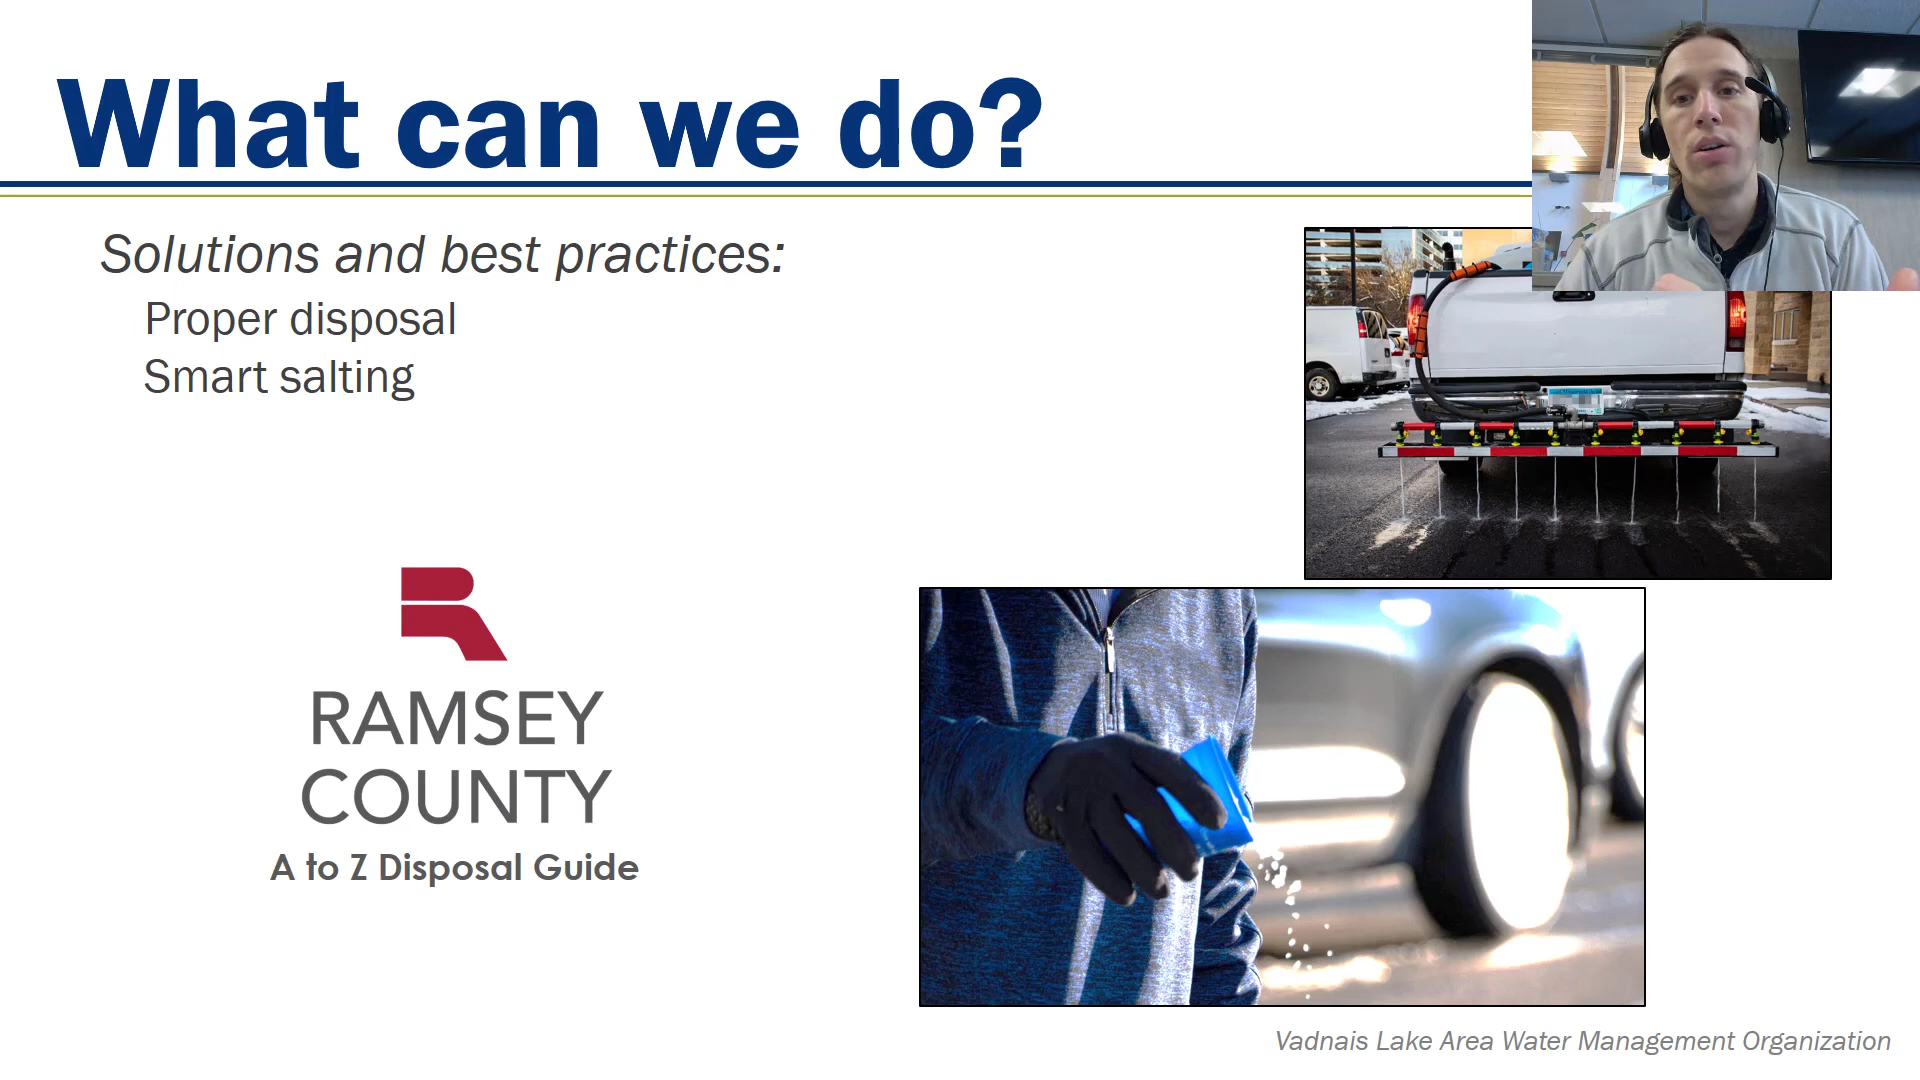 What can we do?
Solutions and best practices:
Proper disposal
Smart salting
RAMSEY
COUNTY
A to Z Disposal Guide
Vadnais Lake Area Water Management Organization